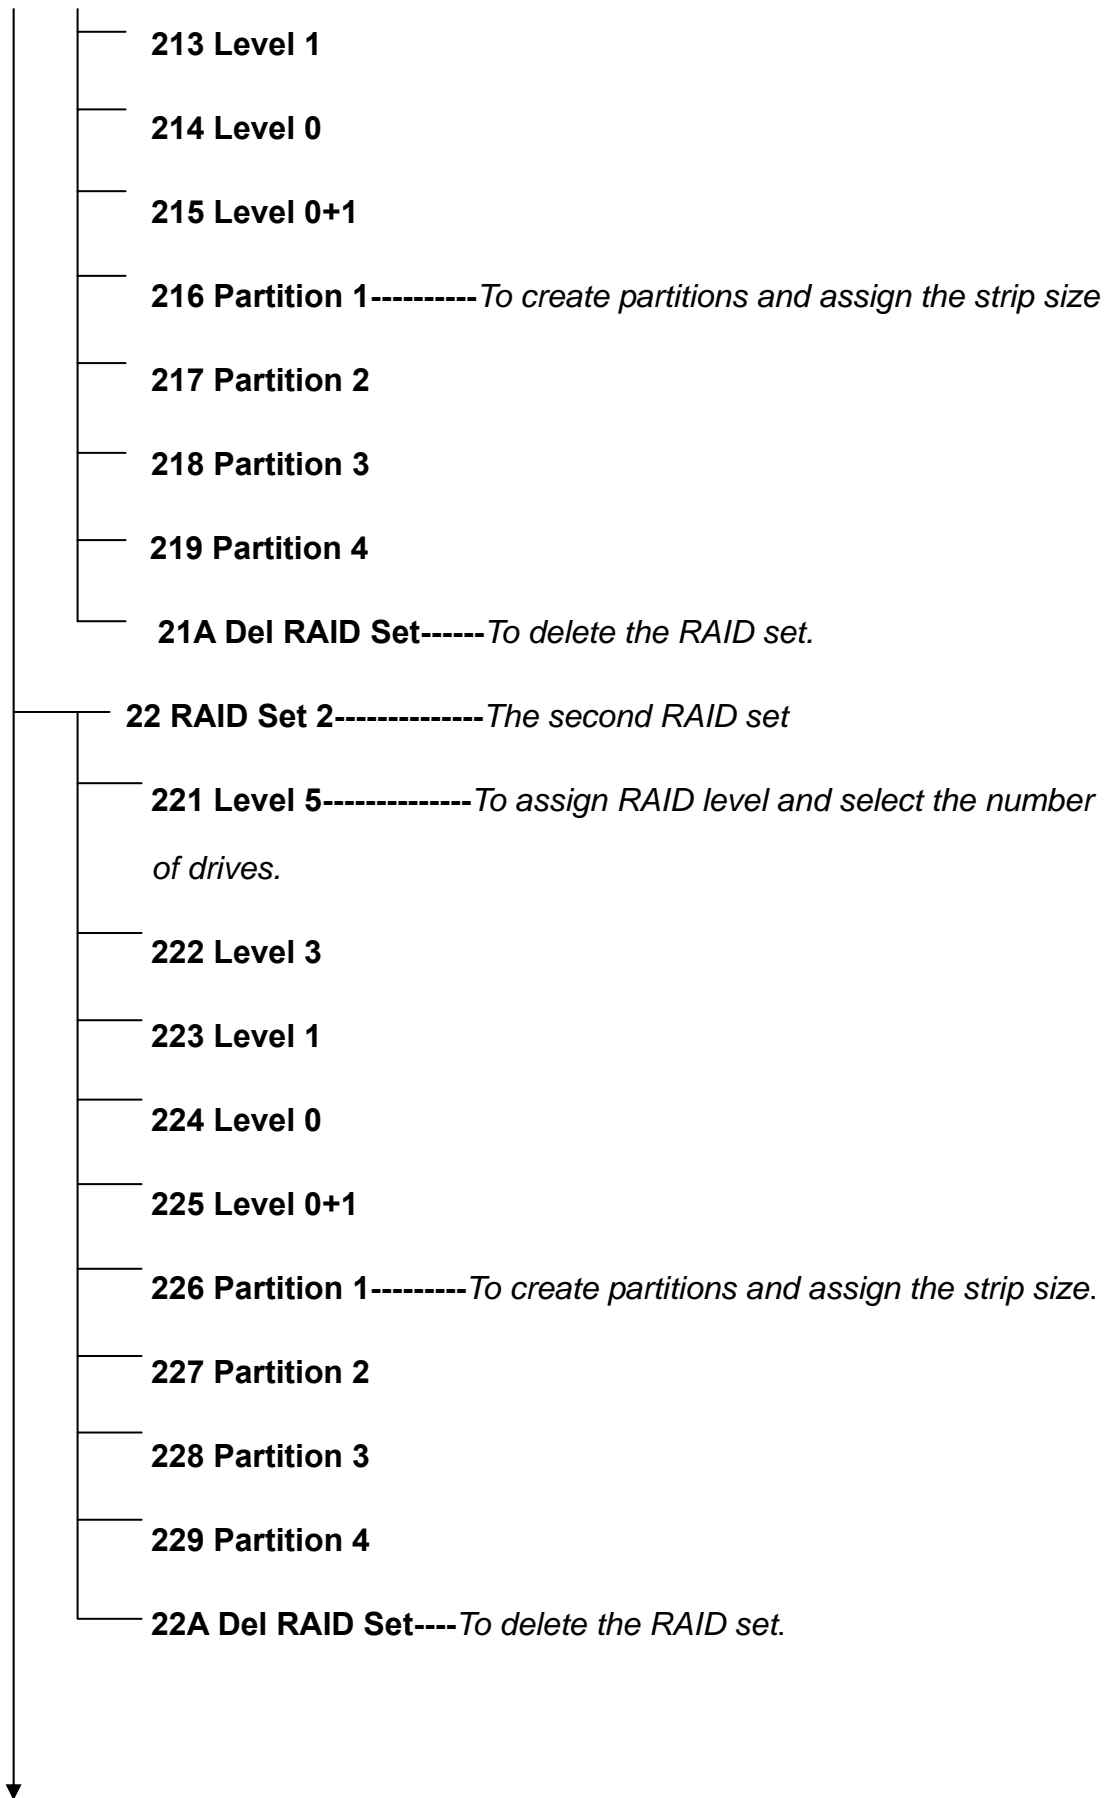 213 Level 1
214 Level 0
215 Level 0+1
216 Partition 1----------To create partitions and assign the strip size
217 Partition 2
218 Partition 3
219 Partition 4
21A Del RAID Set------To delete the RAID set.
22 RAID Set 2--------------The second RAID set
221 Level 5--------------To assign RAID level and select the number
of drives.
222 Level 3
223 Level 1
224 Level 0
225 Level 0+1
226 Partition 1---------To create partitions and assign the strip size.
227 Partition 2
228 Partition 3
229 Partition 4
22A Del RAID Set----To delete the RAID set.